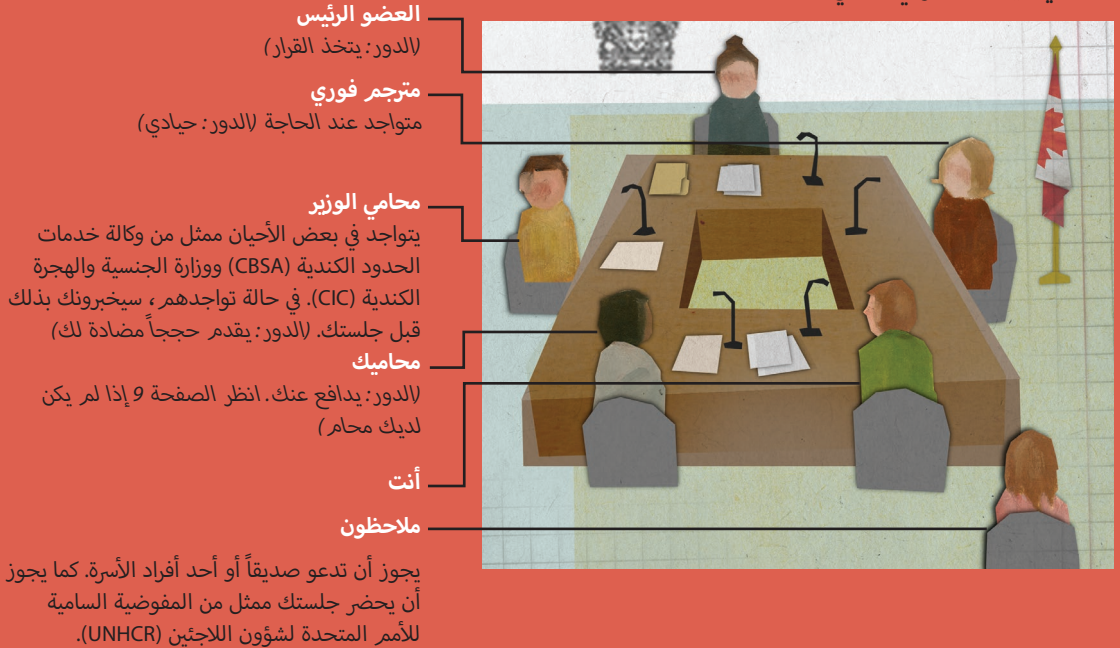 العضو الرئيس
(الدور: يتخذ القرار)
مترجم فوري
متواجد عند الحاجة (الدور: حيادي)
محامي الوزير
يتواجد في بعض الأحيان ممثل من وكالة خدمات
الحدود الكندية (CBSA) ووزارة الجنسية والهجرة
الكندية (CIC). في حالة تواجدهم، سيخبرونك بذلك
قبل جلستك. (الدور: يقدم حججاً مضادة لك)
محاميك
(الدور: يدافع عنك. انظر الصفحة 9 إذا لم يكن
لديك محام)
أنت
ملاحظون
يجوز أن تدعو صديقاً أو أحد أفراد الأسرة. كما يجوز
أن يحضر جلستك ممثل من المفوضية السامية
للأمم المتحدة لشؤون اللاجئين (UNHCR).